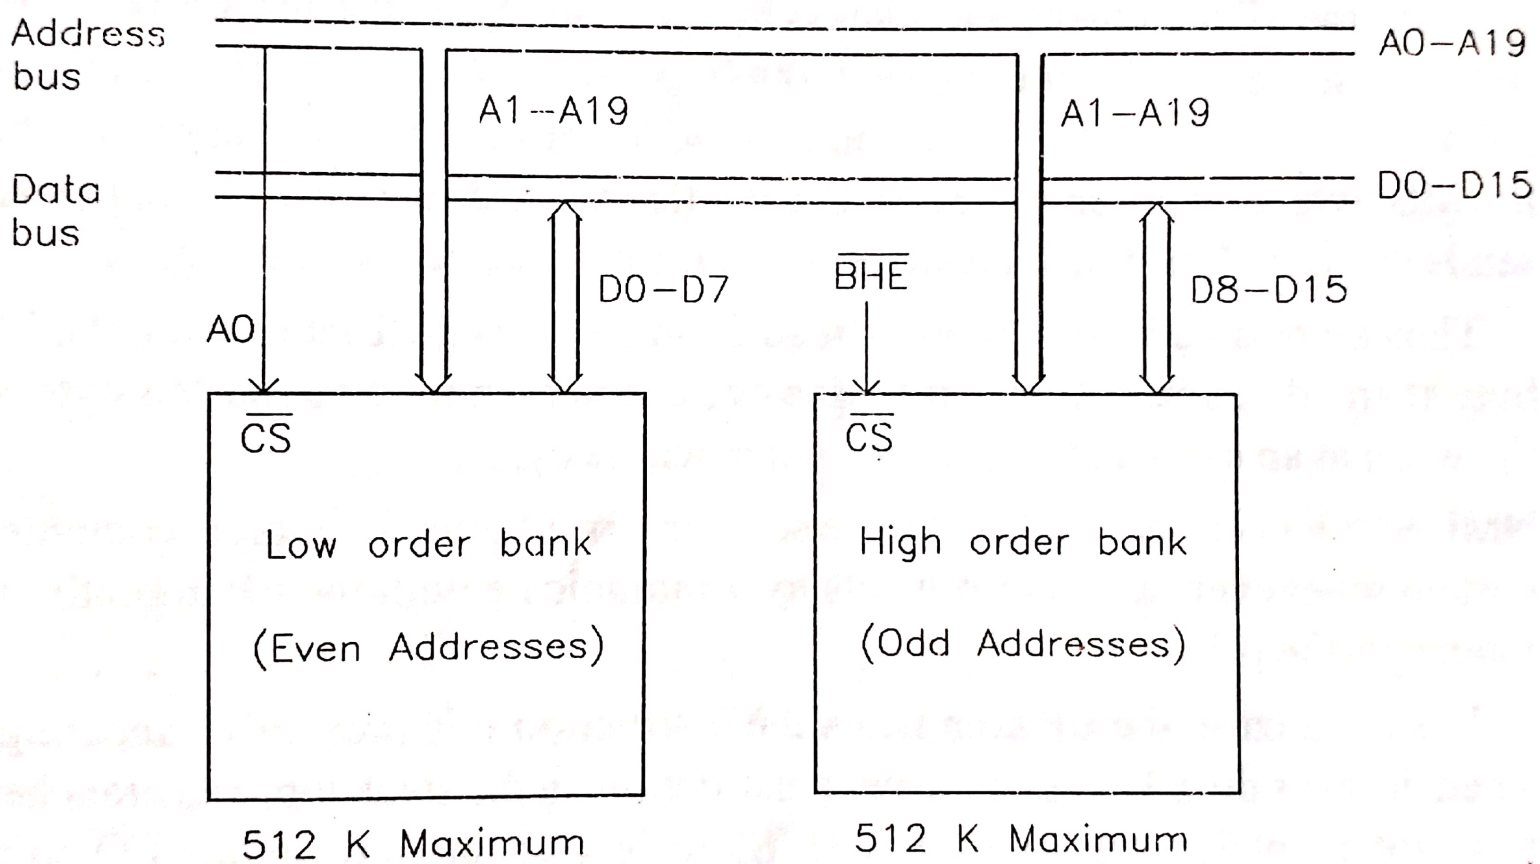 Address
bus
A0-A19
A1--A19
A1-A19
Data
bus
D0-D15
D0-D7
BHE
D8-D15
A0
CS
CS
Low order bank
High order bank
(Even Addresses)
(Odd Addresses)
512 K Maximum
512 K Maximum